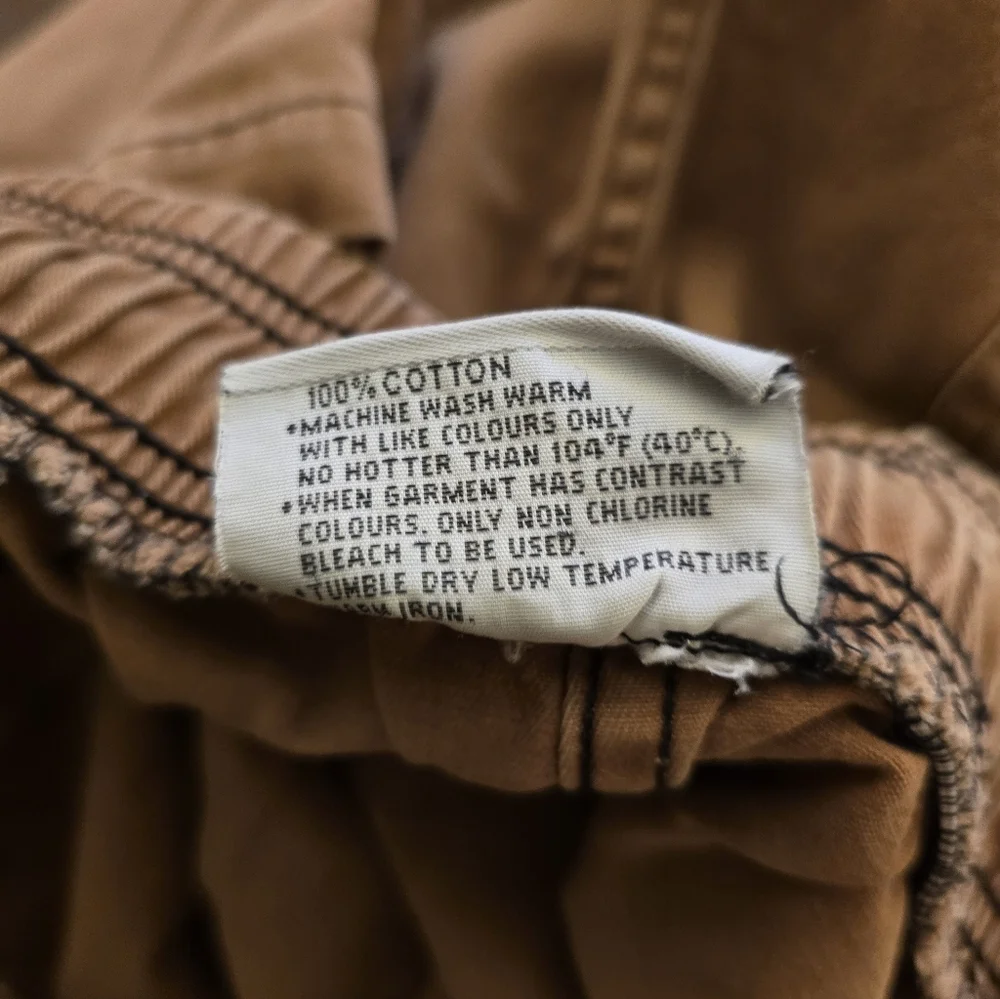 100% COTTON
•MACHINE WASH WARM
WITH LIKE COLOURS ONLY
NO HOTTER THAN 104°F (40°C).
•WHEN GARMENT HAS CONTRAST
COLOURS, ONLY NON CHLORINE
BLEACH TO BE USED.
•TUMBLE DRY LOW TEMPERATURE
IRON.